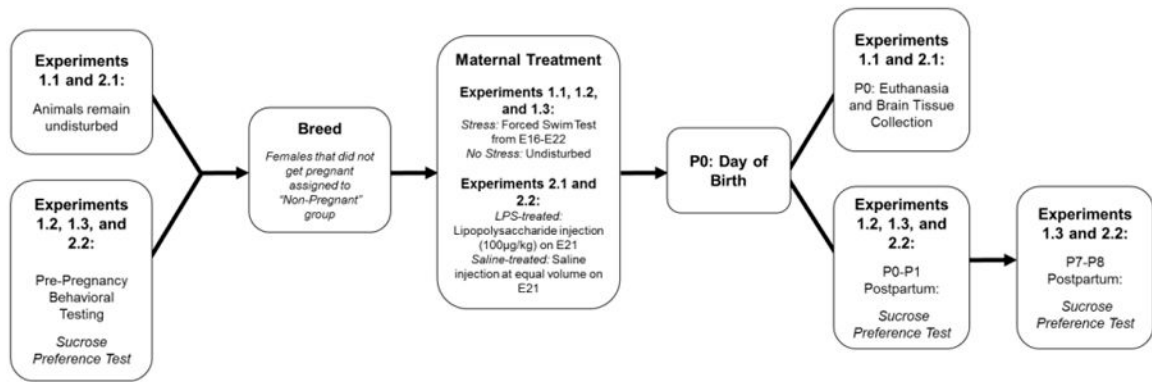 Experiments
1.1 and 2.1:
Animals remain
undisturbed
Experiments
1.2, 1.3, and
2.2:
Pre-Pregnancy
Behavioral
Testing
Sucrose
Preference Test
Breed
Females that did not
get pregnant
assigned to
"Non-Pregnant"
group
Maternal Treatment
Experiments 1.1, 1.2,
and 1.3:
Stress: Forced Swim Test
from E16-E22
No Stress: Undisturbed
Experiments 2.1 and
2.2:
LPS-treated:
Lipopolysaccharide injection
(100µg/kg) on E21
Saline-treated: Saline
injection at equal volume on
E21
P0: Day of
Birth
Experiments
1.1 and 2.1:
P0: Euthanasia
and Brain Tissue
Collection
Experiments
1.2, 1.3, and
2.2:
P0-P1
Postpartum:
Sucrose
Preference Test
Experiments
1.3 and 2.2:
P7-P8
Postpartum:
Sucrose
Preference Test